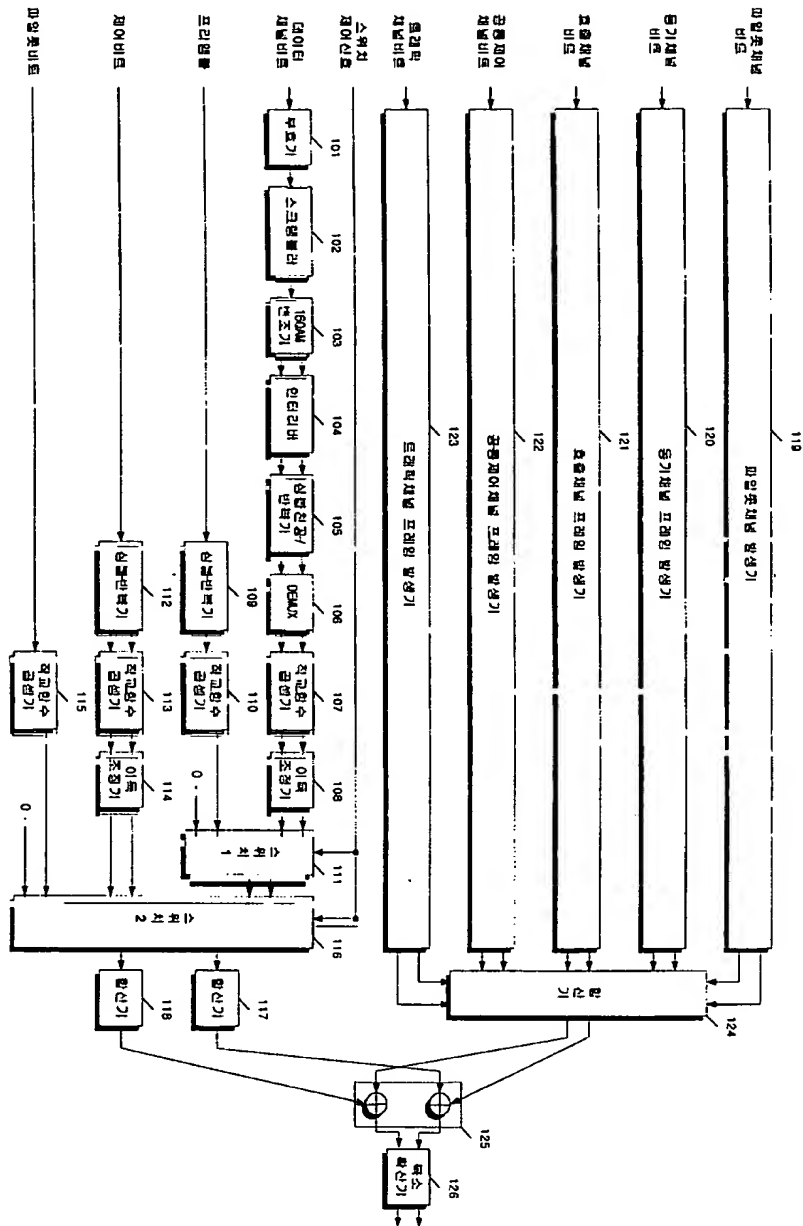 파일롯채널
비트
119
파일롯채널 발생기
동기채널
비트
120
동기채널 프레임 발생기
호출채널
비트
121
호출채널 프레임 발생기
공통제어
채널비트
122
공통제어채널 프레임 발생기
트래픽
채널비트
123
트래픽채널 프레임 발생기
합산기
124
스위치
제어신호
데이터
채널비트
부호기
101
스크램블러
102
16QAM
변조기
103
인터리버
104
심볼천공/
반복기
105
DEMUX
106
직교함수
곱셈기
107
이득
조정기
108
프리앰블
심볼반복기
109
직교함수
곱셈기
110
0
스위치 1
111
제어비트
심볼반복기
112
직교함수
곱셈기
113
이득
조정기
114
파일롯비트
직교함수
곱셈기
115
0
스위치 2
116
합산기
117
합산기
118
125
복소
확산기
126